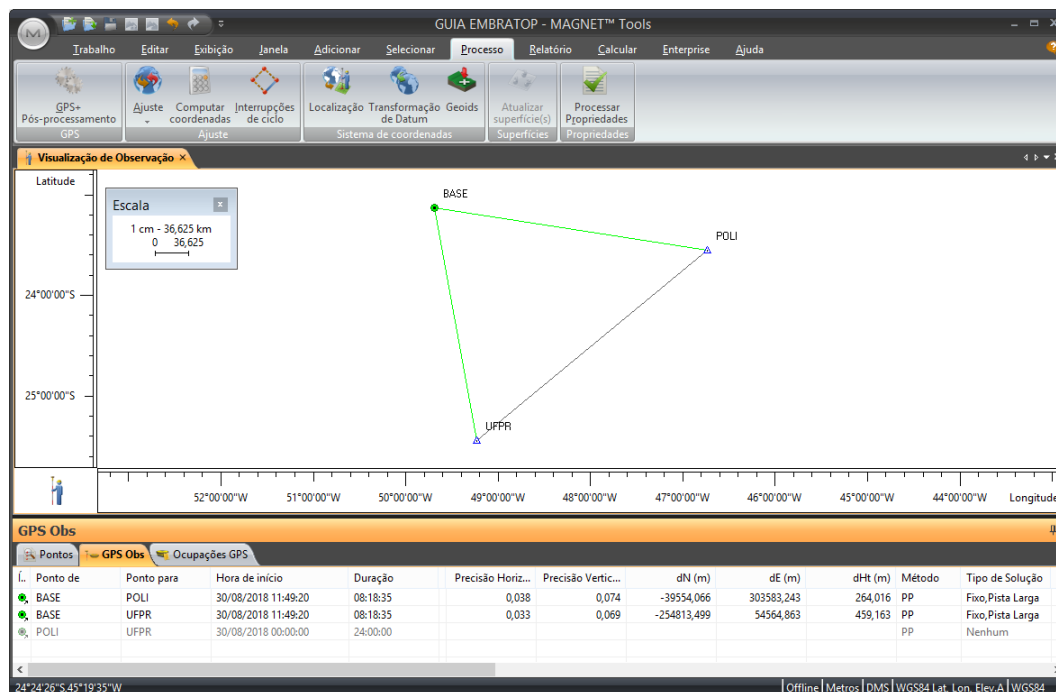 GUIA EMBRATOP - MAGNET™ Tools
M
Trabalho Editar Exibição Janela Adicionar Selecionar Processo Relatório Calcular Enterprise Ajuda
GPS+ Pós-processamento
GPS
Ajuste
Computar coordenadas
Interrupções de ciclo
Ajuste
Localização
Transformação de Datum
Geoids
Sistema de coordenadas
Atualizar superfície(s)
Superfícies
Processar Propriedades
Propriedades
Visualização de Observação ×
Latitude
Escala x
1 cm - 36,625 km
0 36,625
BASE
POLI
UFPR
24°00'00"S
25°00'00"S
52°00'00"W 51°00'00"W 50°00'00"W 49°00'00"W 48°00'00"W 47°00'00"W 46°00'00"W 45°00'00"W 44°00'00"W Longitude
GPS Obs
Pontos GPS Obs Ocupações GPS
Í.. Ponto de Ponto para Hora de início Duração Precisão Horiz... Precisão Vertic... dN (m) dE (m) dHt (m) Método Tipo de Solução
BASE POLI 30/08/2018 11:49:20 08:18:35 0,038 0,074 -39554,066 303583,243 264,016 PP Fixo,Pista Larga
BASE UFPR 30/08/2018 11:49:20 08:18:35 0,033 0,069 -254813,499 54564,863 459,163 PP Fixo,Pista Larga
POLI UFPR 30/08/2018 00:00:00 24:00:00 PP Nenhum
24°24'26"S,45°19'35"W Offline Metros DMS WGS84 Lat. Lon. Elev.A WGS84